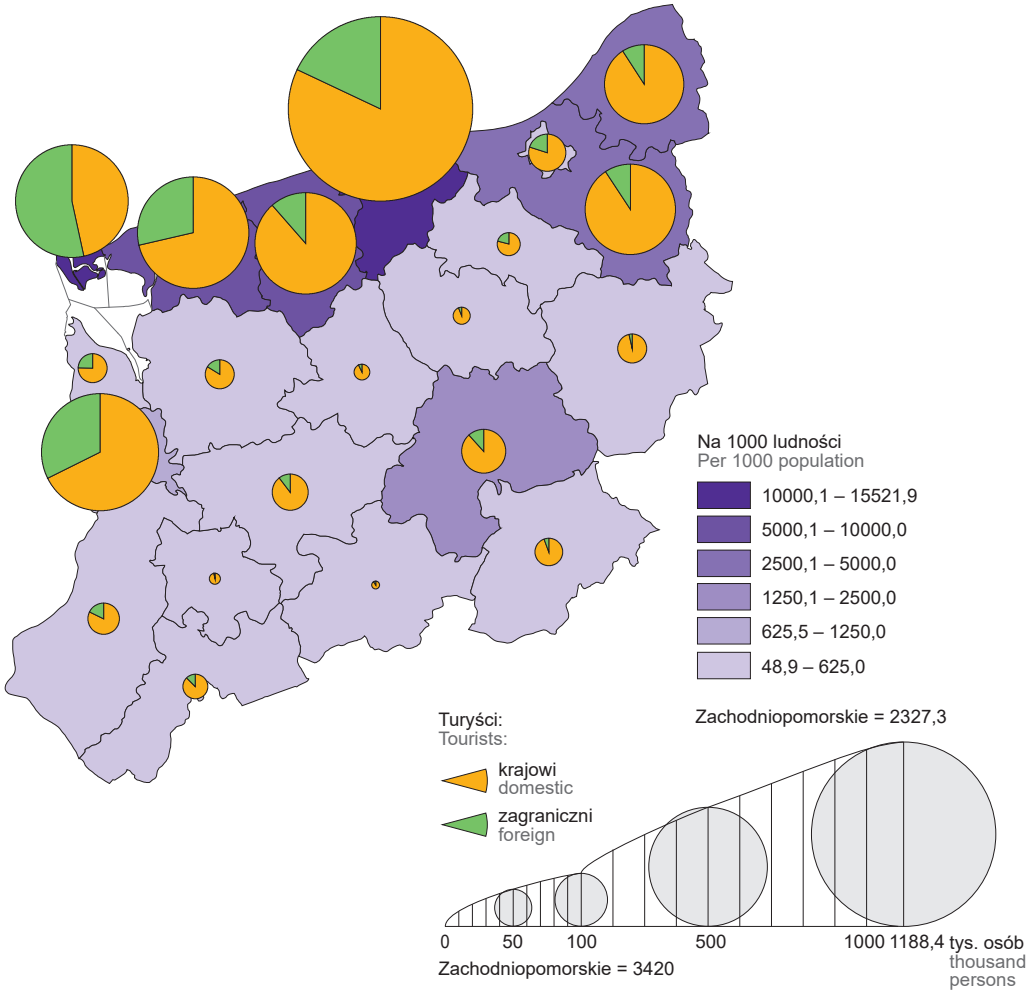 Na 1000 ludności
Per 1000 population
10000,1 – 15521,9
5000,1 – 10000,0
2500,1 – 5000,0
1250,1 – 2500,0
625,5 – 1250,0
48,9 – 625,0
Zachodniopomorskie = 2327,3
Turyści:
Tourists:
krajowi
domestic
zagraniczni
foreign
0 50 100 500 1000 1188,4 tys. osób
thousand
persons
Zachodniopomorskie = 3420